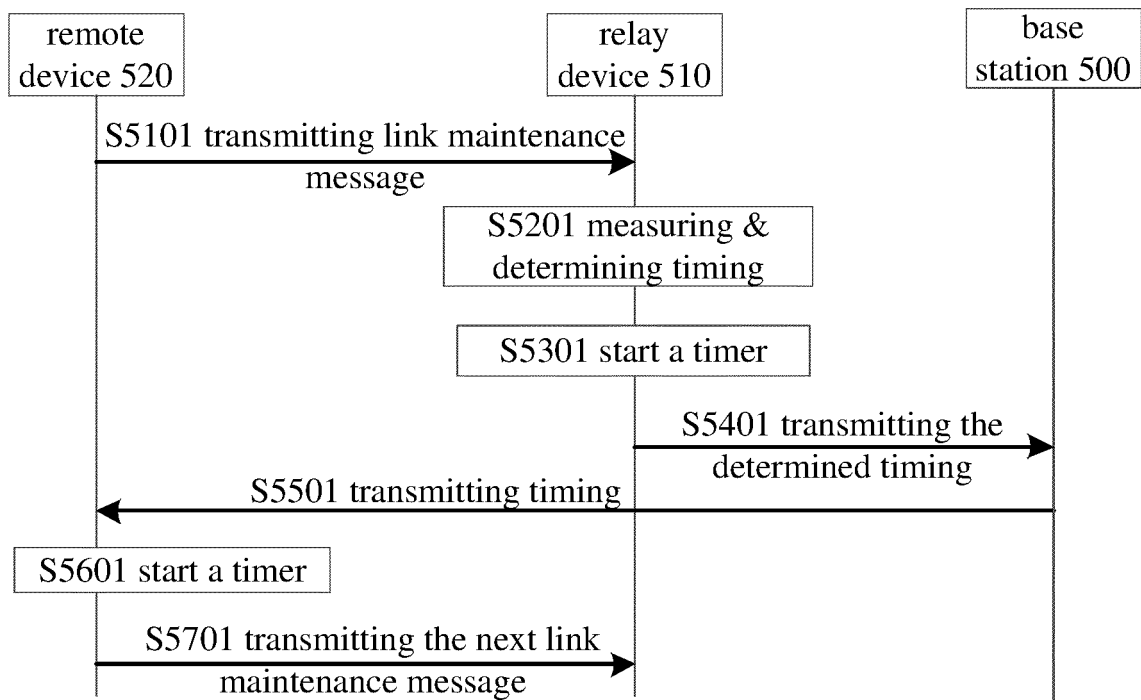 remote
device 520
relay
device 510
base
station 500
S5101 transmitting link maintenance
message
S5201 measuring &
determining timing
S5301 start a timer
S5401 transmitting the
determined timing
S5501 transmitting timing
S5601 start a timer
S5701 transmitting the next link
maintenance message